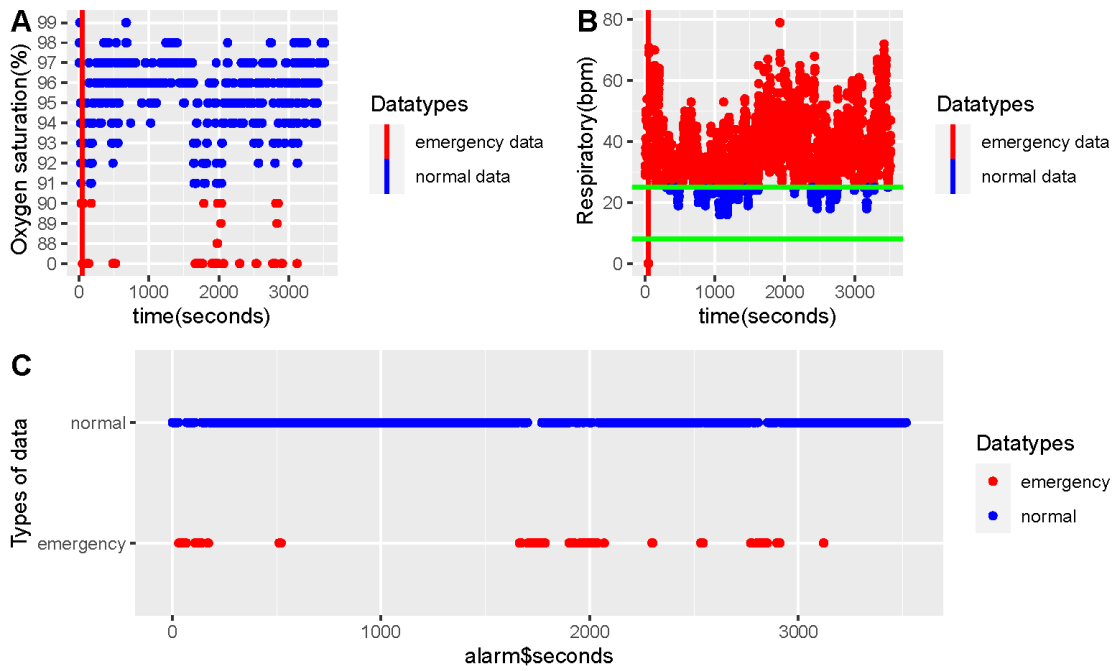 A
Oxygen saturation(%)
99
98
97
96
95
94
93
92
91
90
89
88
0
0 1000 2000 3000
time(seconds)
Datatypes
emergency data
normal data
B
Respiratory(bpm)
80
60
40
20
0
0 1000 2000 3000
time(seconds)
Datatypes
emergency data
normal data
C
Types of data
normal
emergency
0 1000 2000 3000
alarm$seconds
Datatypes
emergency
normal